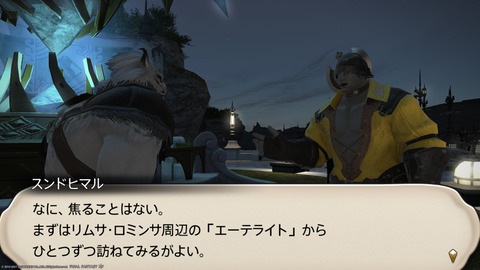 スンドヒマル
なに、焦ることはない。
まずはリムサ・ロミンサ周辺の「エーテライト」から
ひとつずつ訪ねてみるがよい。